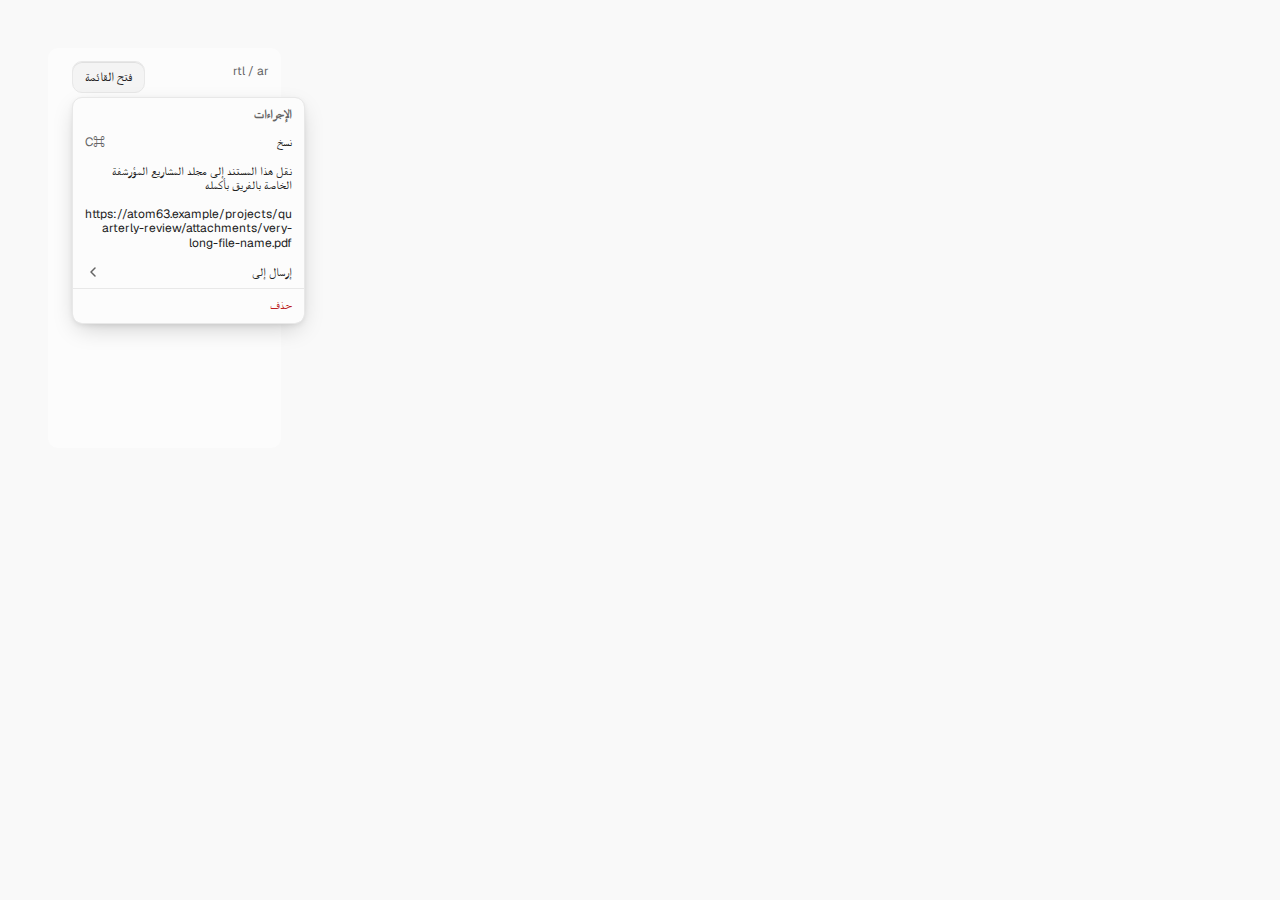 rtl / ar
فتح القائمة
الإجراءات
نسخ C⌘
نقل هذا المستند إلى مجلد المشاريع المؤرشفة
الخاصة بالفريق بأكمله
https://atom63.example/projects/qu
arterly-review/attachments/very-
long-file-name.pdf
إرسال إلى
حذف